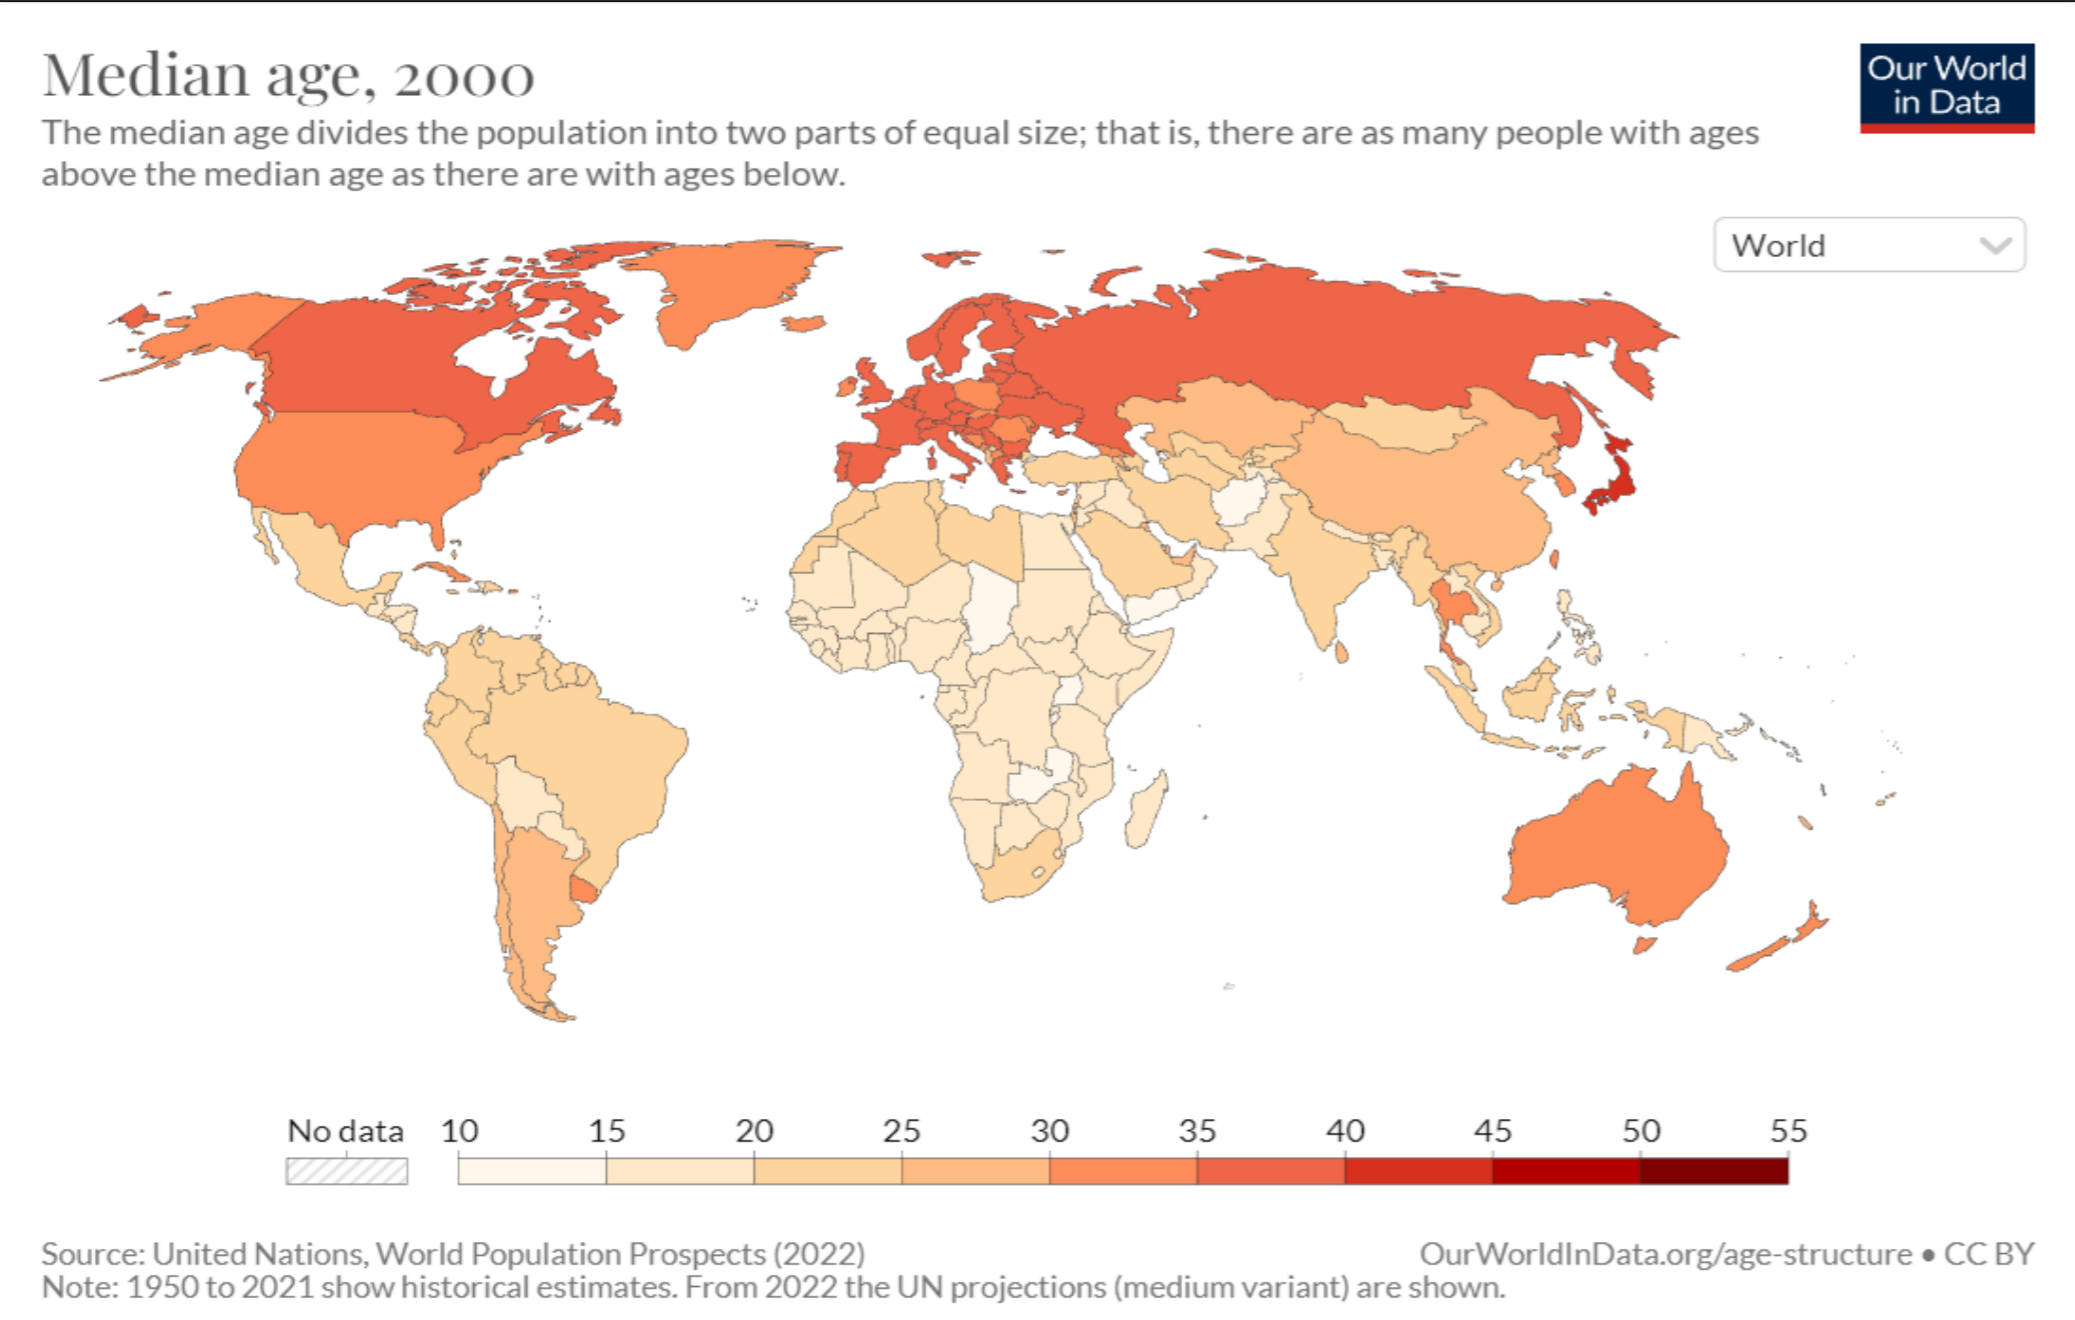 Median age, 2000
Our World
in Data
The median age divides the population into two parts of equal size; that is, there are as many people with ages
above the median age as there are with ages below.
World
No data 10 15 20 25 30 35 40 45 50 55
Source: United Nations, World Population Prospects (2022)
OurWorldInData.org/age-structure • CC BY
Note: 1950 to 2021 show historical estimates. From 2022 the UN projections (medium variant) are shown.